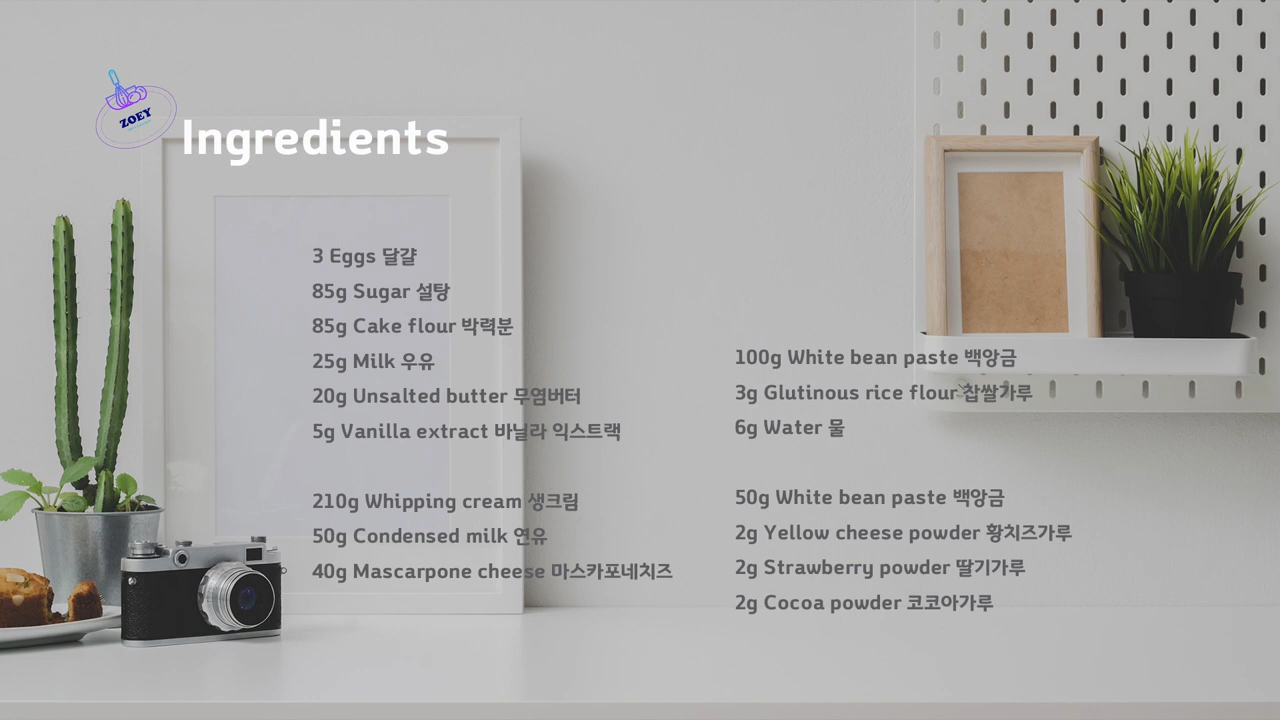 ZOEY
Ingredients
3 Eggs 달걀
85g Sugar 설탕
85g Cake flour 박력분
25g Milk 우유
20g Unsalted butter 무염버터
5g Vanilla extract 바닐라 익스트랙
210g Whipping cream 생크림
50g Condensed milk 연유
40g Mascarpone cheese 마스카포네치즈
100g White bean paste 백앙금
3g Glutinous rice flour 찹쌀가루
6g Water 물
50g White bean paste 백앙금
2g Yellow cheese powder 황치즈가루
2g Strawberry powder 딸기가루
2g Cocoa powder 코코아가루